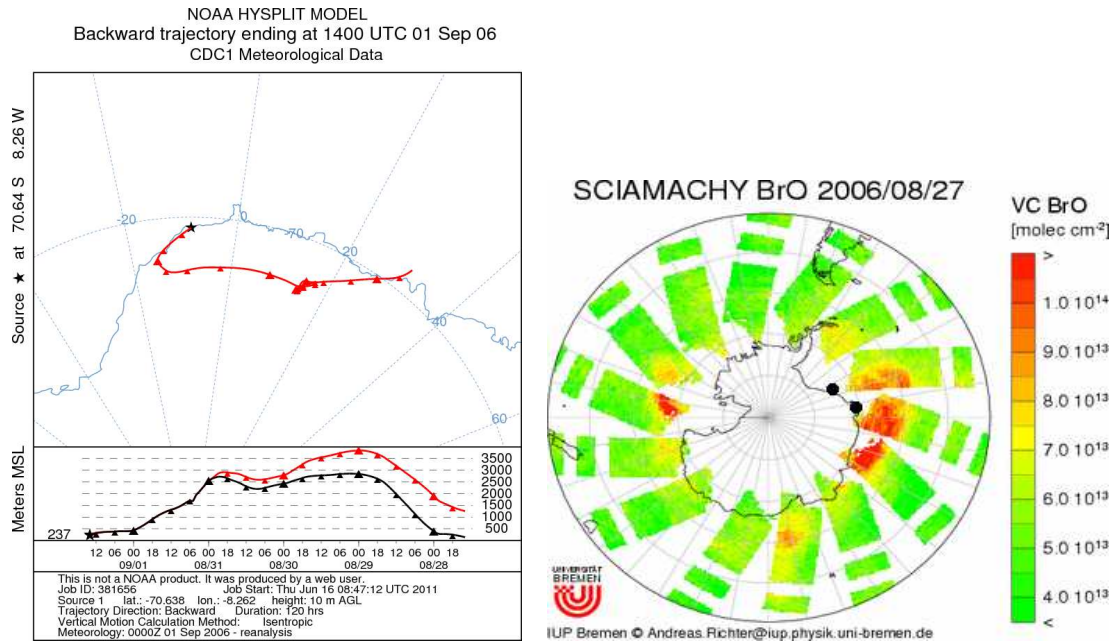 NOAA HYSPLIT MODEL
Backward trajectory ending at 1400 UTC 01 Sep 06
CDC1 Meteorological Data
Source ★ at 70.64 S 8.26 W
-20
0
-70
20
40
60
Meters MSL
237
3500
3000
2500
2000
1500
1000
500
12 06 00 18 12 06 00 18 12 06 00 18 12 06 00 18 12 06 00 18
09/01 08/31 08/30 08/29 08/28
This is not a NOAA product. It was produced by a web user.
Job ID: 381656 Job Start: Thu Jun 16 08:47:12 UTC 2011
Source 1 lat.: -70.638 lon.: -8.262 height: 10 m AGL
Trajectory Direction: Backward Duration: 120 hrs
Vertical Motion Calculation Method: Isentropic
Meteorology: 0000Z 01 Sep 2006 - reanalysis
SCIAMACHY BrO 2006/08/27
VC BrO
[molec cm-2]
>
1.0 1014
9.0 1013
8.0 1013
7.0 1013
6.0 1013
5.0 1013
4.0 1013
<
UNIVERSITÄT
BREMEN
IUP Bremen © Andreas.Richter@iup.physik.uni-bremen.de